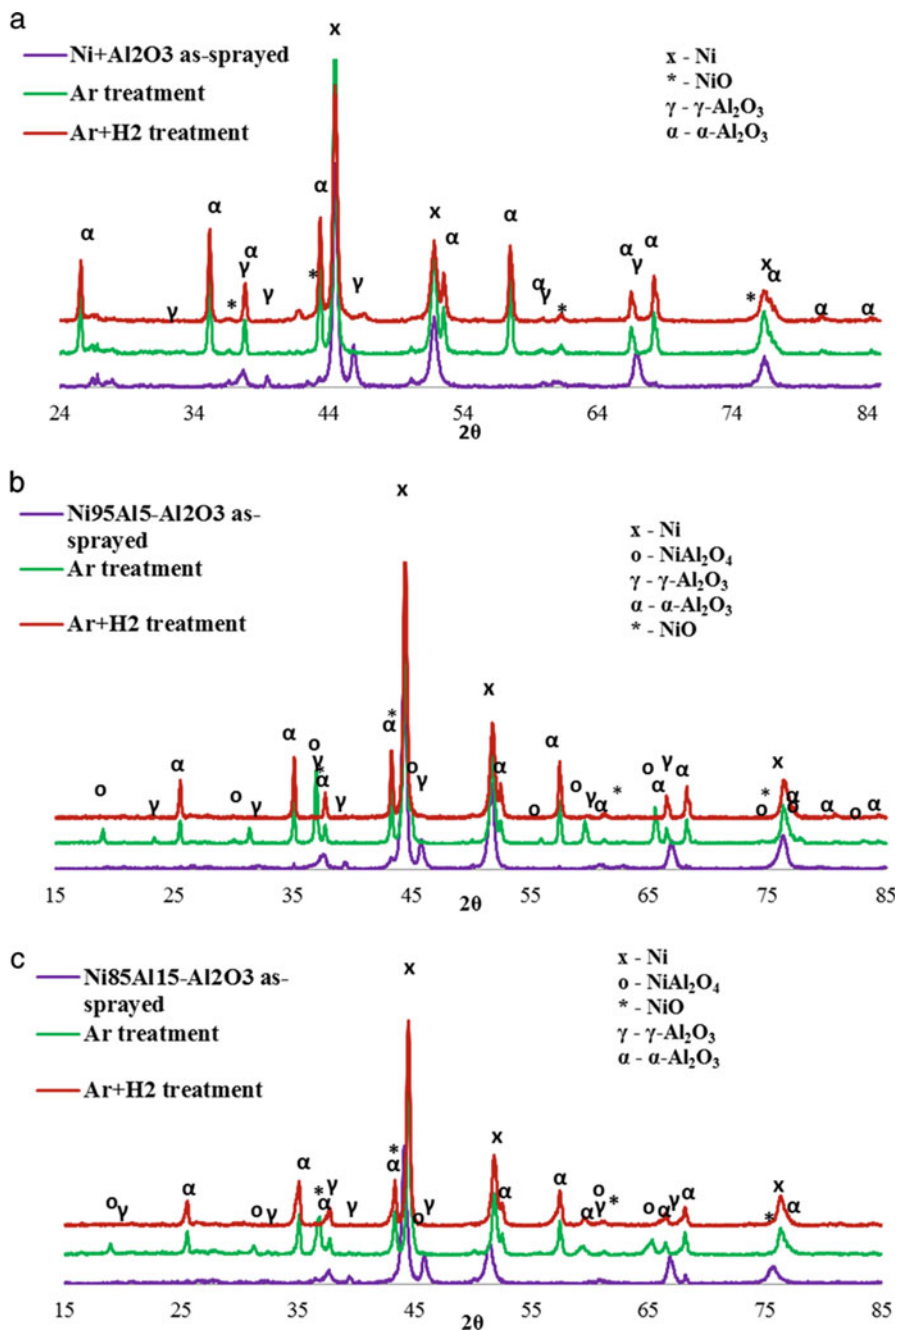 a
Ni+Al2O3 as-sprayed
Ar treatment
Ar+H2 treatment
x
x - Ni
* - NiO
γ - γ-Al₂O₃
α - α-Al₂O₃
α α α x α
α γ α γ α γ x
γ * γ * α γ * * α α α
24 34 44 54 64 74 84
2θ
b
Ni95Al5-Al2O3 as-
sprayed
Ar treatment
Ar+H2 treatment
x
x - Ni
o - NiAl₂O₄
γ - γ-Al₂O₃
α - α-Al₂O₃
* - NiO
x
α o * α x
o γ α o γ γ * α γ α o γ α o o γ α * o α γ α * o α o α o α
15 25 35 45 55 65 75 85
2θ
c
Ni85Al15-Al2O3 as-
sprayed
Ar treatment
Ar+H2 treatment
x
x - Ni
o - NiAl₂O₄
* - NiO
γ - γ-Al₂O₃
α - α-Al₂O₃
* x
α α α α x
o γ α o γ * α γ γ o γ α α o γ * o α γ α * α
15 25 35 45 55 65 75 85
2θ